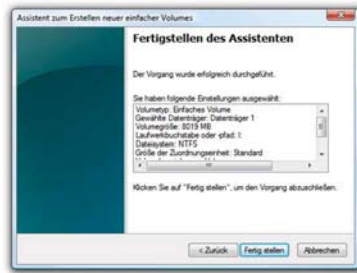 Assistent zum Erstellen neuer einfacher Volumes
Fertigstellen des Assistenten
Der Vorgang wurde erfolgreich durchgeführt.
Sie haben folgende Einstellungen ausgewählt:
Volumetyp: Einfaches Volume
Gewählte Datenträger: Datenträger 1
Volumegröße: 8019 MB
Laufwerkbuchstabe oder -pfad: I:
Dateisystem: NTFS
Größe der Zuordnungseinheit: Standard
Klicken Sie auf "Fertig stellen", um den Vorgang abzuschließen.
< Zurück
Fertig stellen
Abbrechen